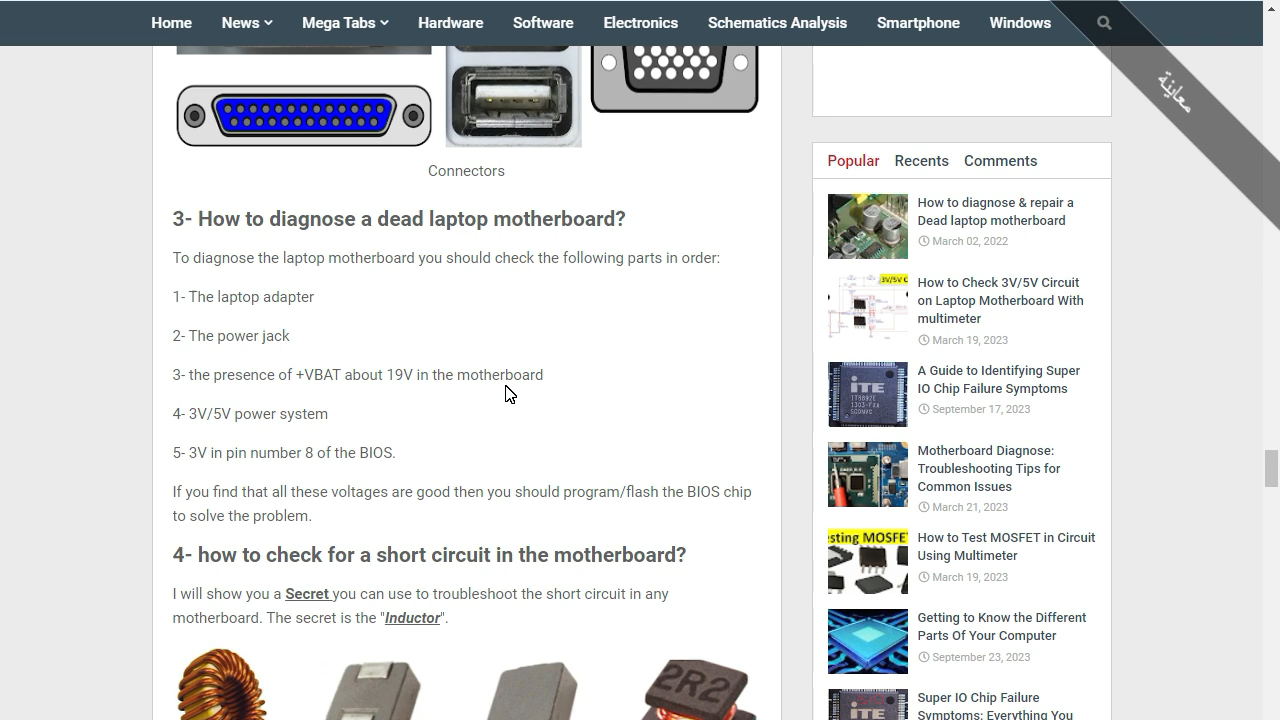 Home News Mega Tabs Hardware Software Electronics Schematics Analysis Smartphone Windows
معاينة
Connectors
3- How to diagnose a dead laptop motherboard?
To diagnose the laptop motherboard you should check the following parts in order:
1- The laptop adapter
2- The power jack
3-The presence of +VBAT about 19V in the motherboard
4- 3V/5V power system
5- 3V in pin number 8 of the BIOS.
If you find that all these voltages are good then you should program/flash the BIOS chip
to solve the problem.
4- how to check for a short circuit in the motherboard?
I will show you a Secret you can use to troubleshoot the short circuit in any
motherboard. The secret is the "Inductor".
2R2
Popular Recents Comments
How to diagnose & repair a
Dead laptop motherboard
March 02, 2022
3V/5V C
How to Check 3V/5V Circuit
on Laptop Motherboard With
multimeter
March 19, 2023
iTE
IT8892E
1303-FXA
A Guide to Identifying Super
IO Chip Failure Symptoms
September 17, 2023
Motherboard Diagnose:
Troubleshooting Tips for
Common Issues
March 21, 2023
esting MOSFE
How to Test MOSFET in Circuit
Using Multimeter
March 19, 2023
Getting to Know the Different
Parts Of Your Computer
September 23, 2023
iTE
Super IO Chip Failure
Symptoms: Everything You